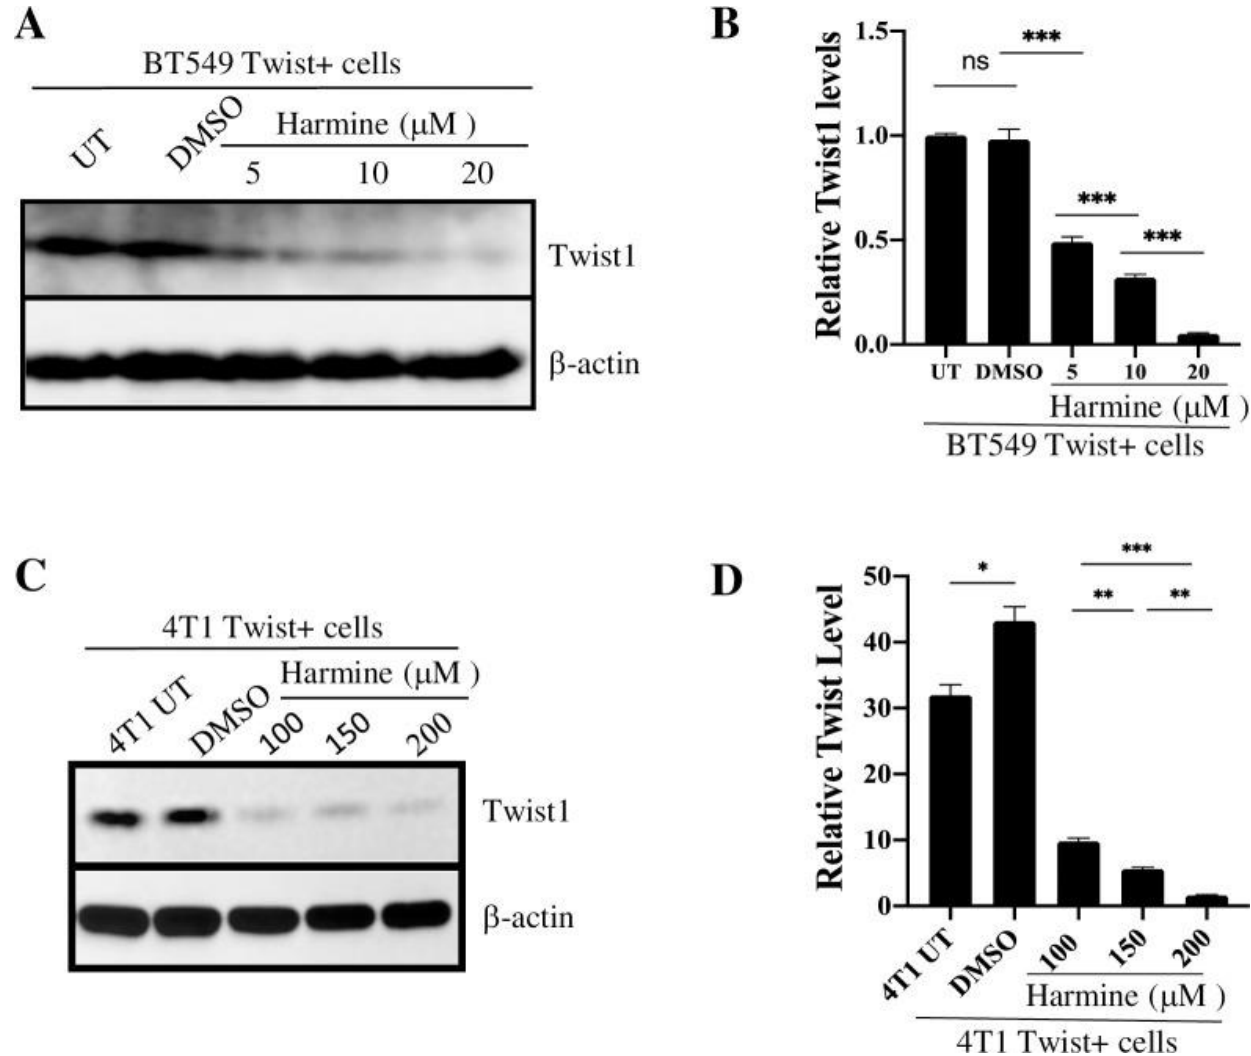 A
BT549 Twist+ cells
UT
DMSO
Harmine (μM )
5 10 20
Twist1
β-actin
B
Relative Twist1 levels
1.5
1.0
0.5
0.0
ns
***
***
***
UT DMSO 5 10 20
Harmine (μM )
BT549 Twist+ cells
C
4T1 Twist+ cells
Harmine (μM )
4T1 UT
DMSO
100
150
200
Twist1
β-actin
D
Relative Twist Level
50
40
30
20
10
0
*
***
** **
4T1 UT
DMSO
100
150
200
Harmine (μM )
4T1 Twist+ cells